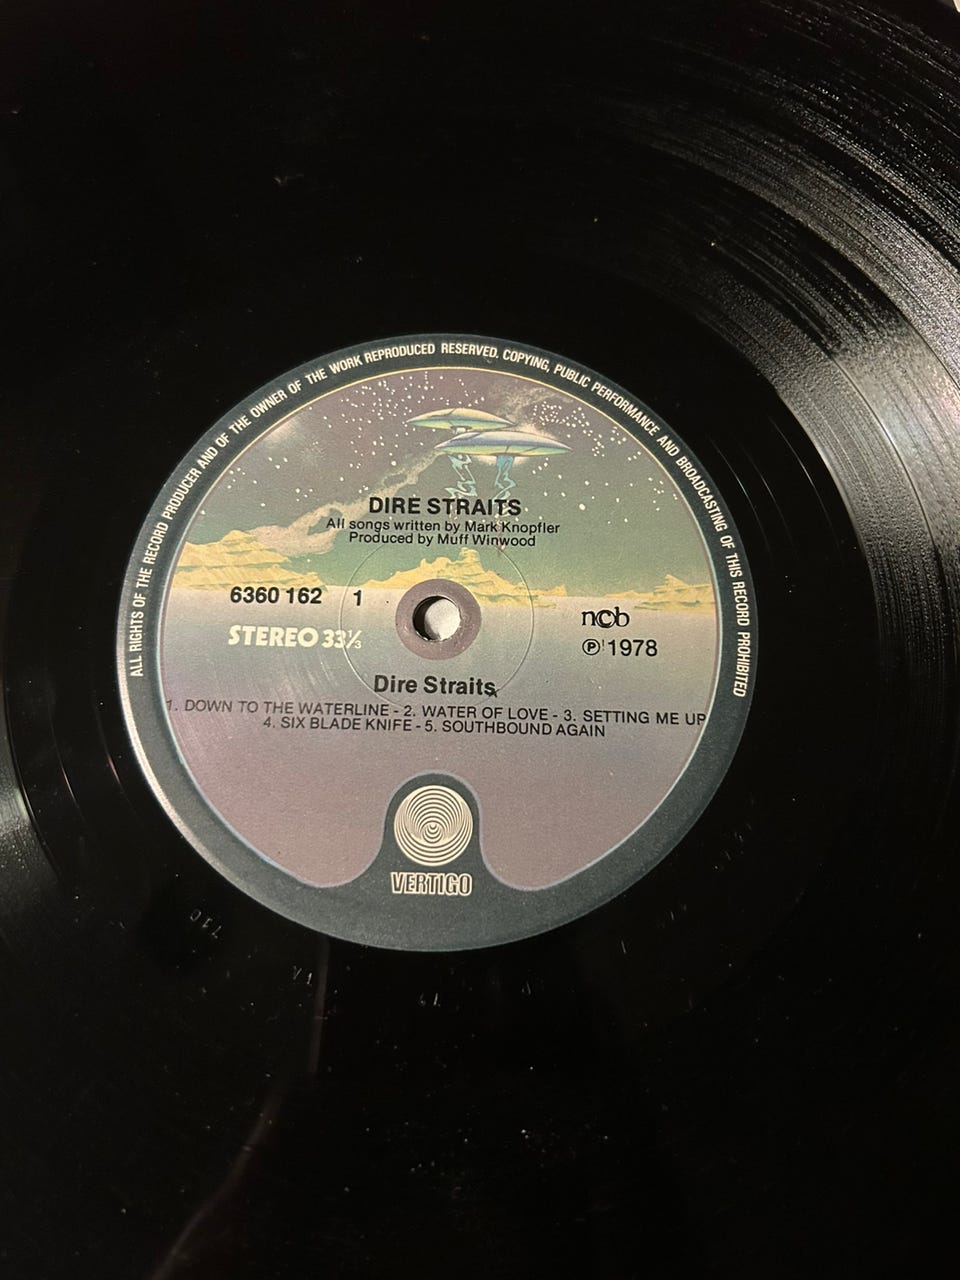 ALL RIGHTS OF THE RECORD PRODUCER AND OF THE OWNER OF THE WORK REPRODUCED RESERVED. COPYING, PUBLIC PERFORMANCE AND BROADCASTING OF THIS RECORD PROHIBITED
DIRE STRAITS
All songs written by Mark Knopfler
Produced by Muff Winwood
6360 162 1
ncb
STEREO 33⅓
℗ 1978
Dire Straits
1. DOWN TO THE WATERLINE - 2. WATER OF LOVE - 3. SETTING ME UP
4. SIX BLADE KNIFE - 5. SOUTHBOUND AGAIN
VERTIGO